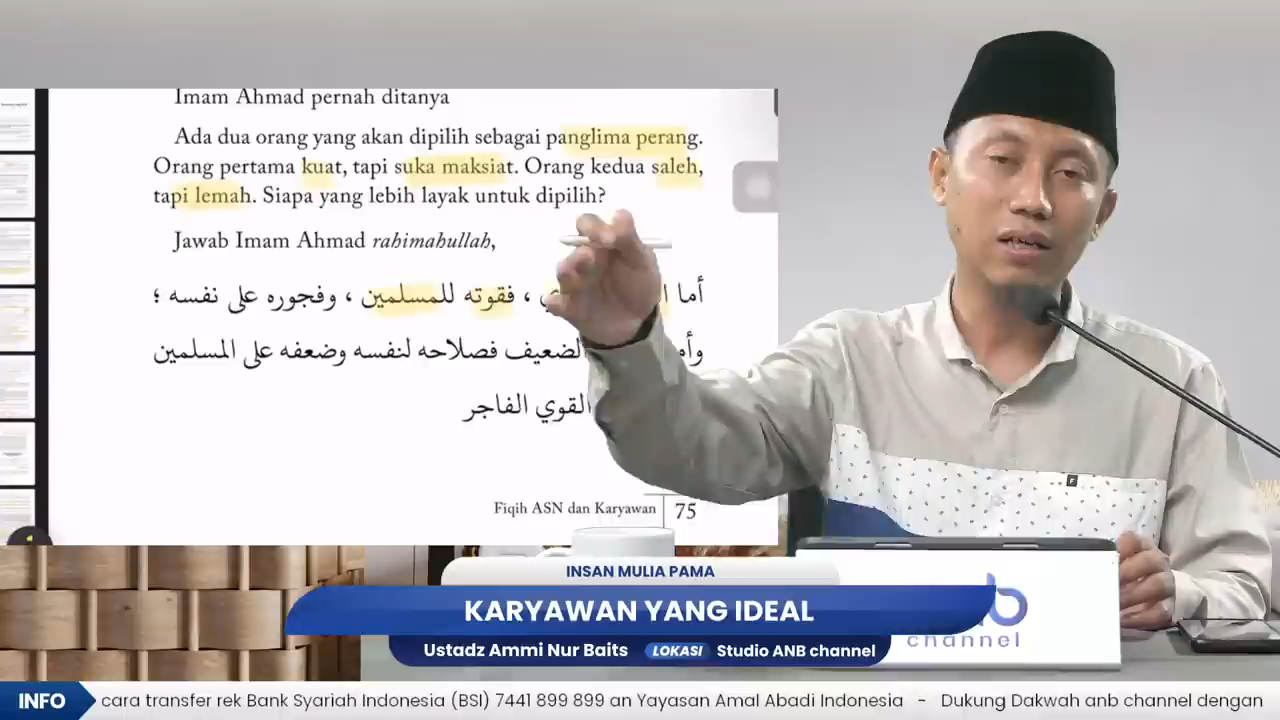 Imam Ahmad pernah ditanya
Ada dua orang yang akan dipilih sebagai panglima perang.
Orang pertama kuat, tapi suka maksiat. Orang kedua saleh,
tapi lemah. Siapa yang lebih layak untuk dipilih?
Jawab Imam Ahmad rahimahullah,
أما ، فقوته للمسلمين ، وفجوره على نفسه ؛
الضعيف فصلاحه لنفسه وضعفه على المسلمين
القوي الفاجر
Fiqih ASN dan Karyawan 75
channel
INSAN MULIA PAMA
KARYAWAN YANG IDEAL
Ustadz Ammi Nur Baits LOKASI Studio ANB channel
INFO cara transfer rek Bank Syariah Indonesia (BSI) 7441 899 899 an Yayasan Amal Abadi Indonesia - Dukung Dakwah anb channel dengan